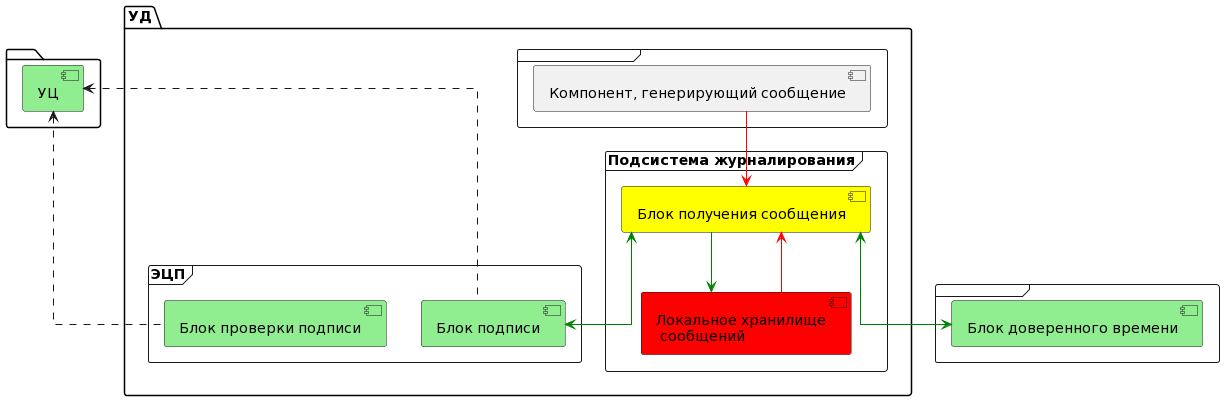 УД
УЦ
Компонент, генерирующий сообщение
Подсистема журналирования
Блок получения сообщения
ЭЦП
Блок проверки подписи
Блок подписи
Локальное хранилище
сообщений
Блок доверенного времени